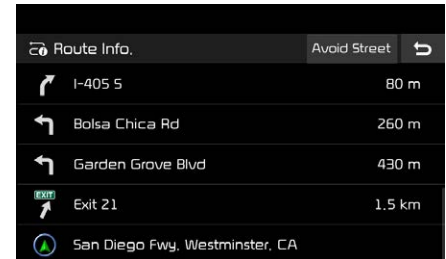 Route Info.
Avoid Street
I-405 S
80 m
Bolsa Chica Rd
260 m
Garden Grove Blvd
430 m
EXIT
Exit 21
1.5 km
San Diego Fwy, Westminster, CA